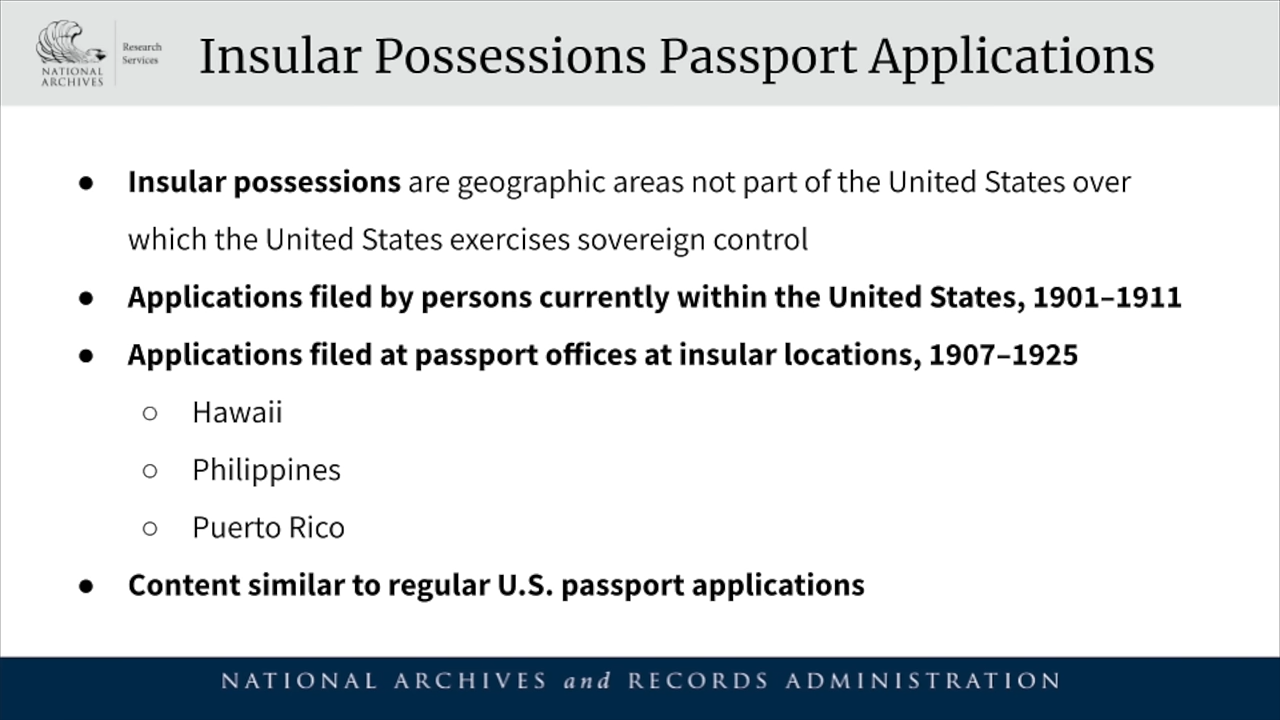 NATIONAL
ARCHIVES
Research
Services
Insular Possessions Passport Applications
● Insular possessions are geographic areas not part of the United States over
which the United States exercises sovereign control
● Applications filed by persons currently within the United States, 1901–1911
● Applications filed at passport offices at insular locations, 1907–1925
○ Hawaii
○ Philippines
○ Puerto Rico
● Content similar to regular U.S. passport applications
NATIONAL ARCHIVES and RECORDS ADMINISTRATION